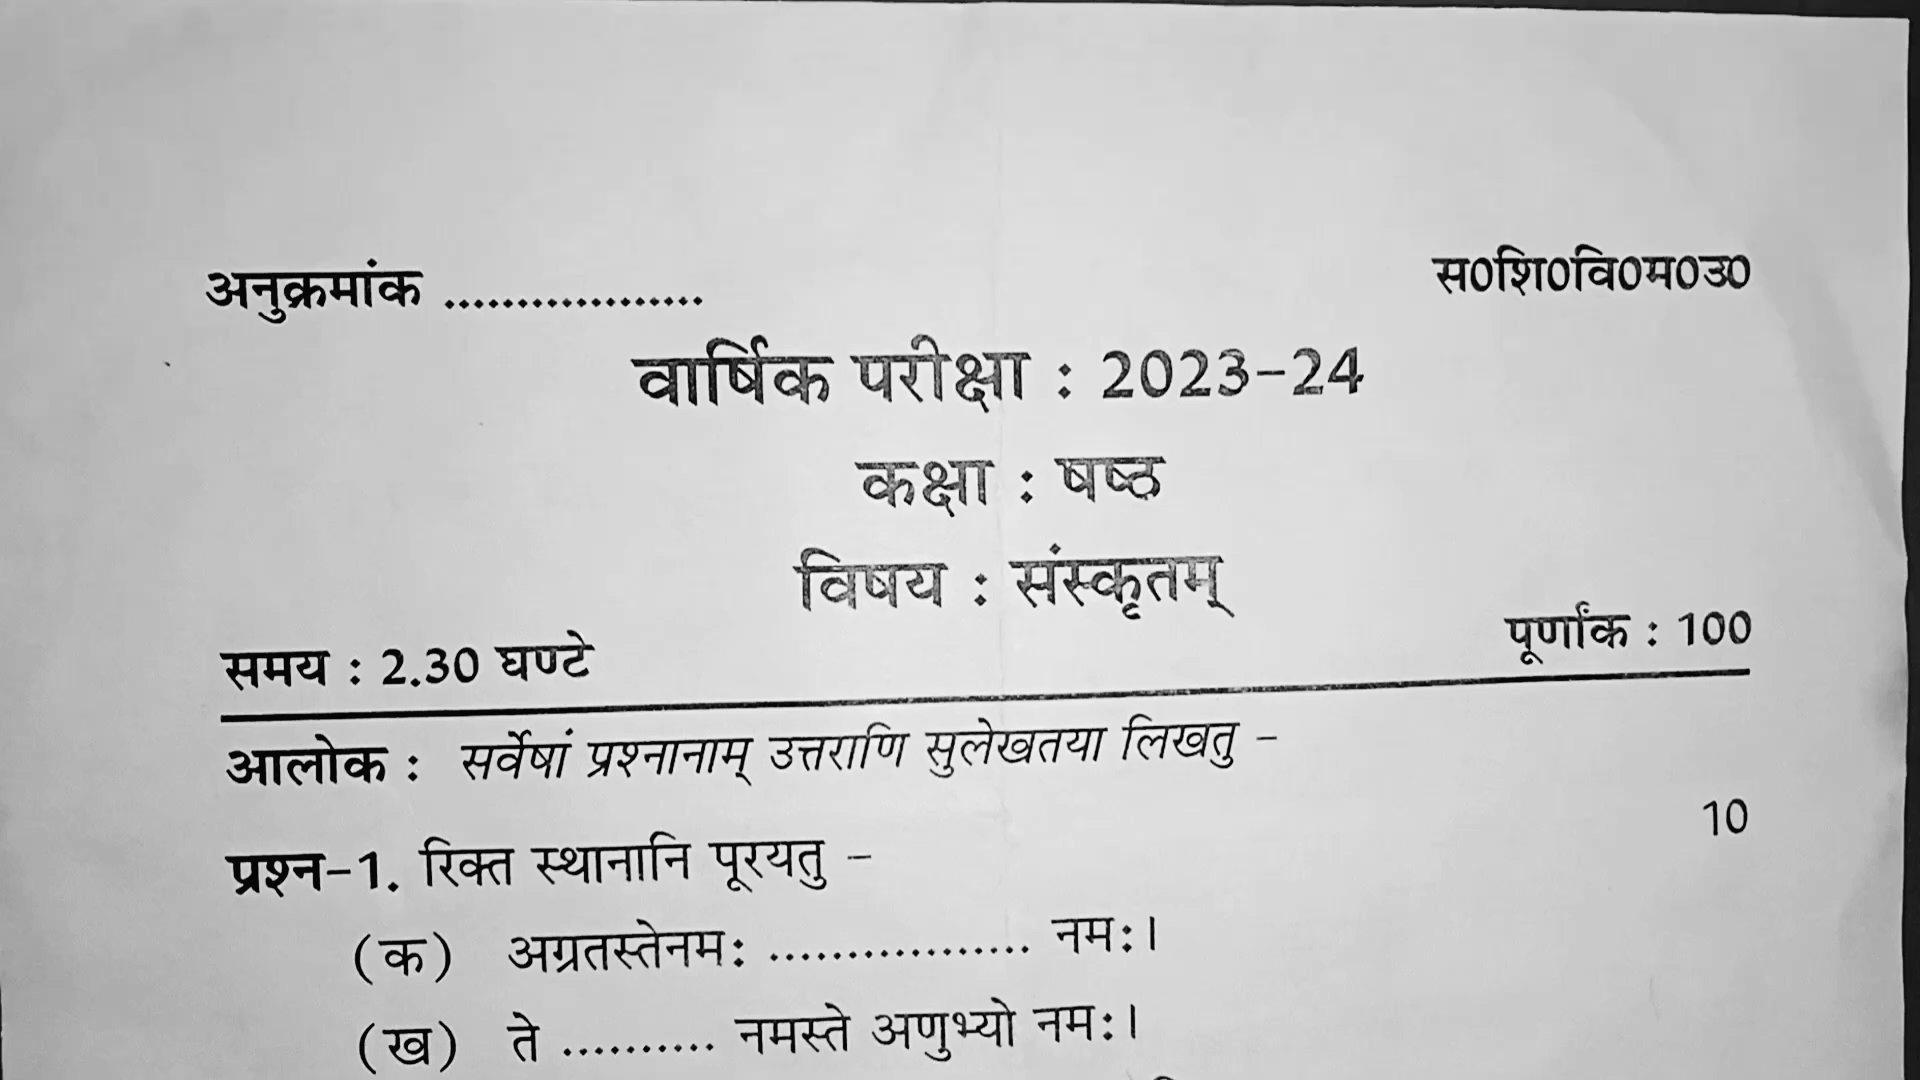 अनुक्रमांक .................. स0शि0वि0म0उ0
वार्षिक परीक्षा : 2023-24
कक्षा : षष्ठ
विषय : संस्कृतम्
समय : 2.30 घण्टे पूर्णांक : 100
आलोक : सर्वेषां प्रश्नानाम् उत्तराणि सुलेखतया लिखतु -
प्रश्न-1. रिक्त स्थानानि पूरयतु - 10
(क) अग्रतस्तेनमः .................. नमः।
(ख) ते .......... नमस्ते अणुभ्यो नमः।